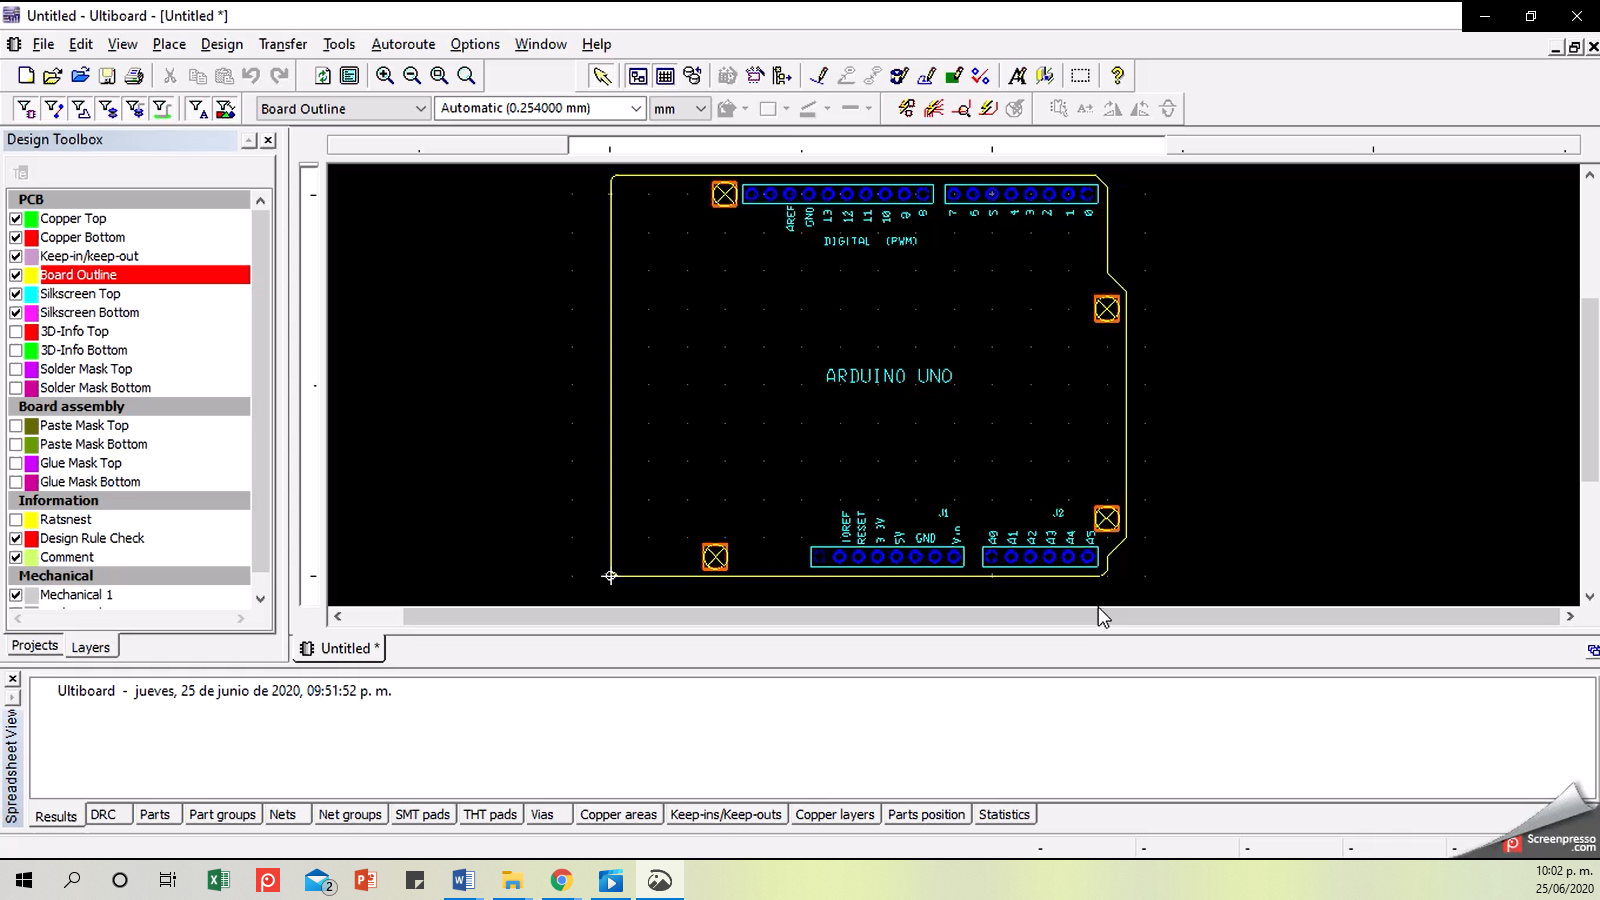 Untitled - Ultiboard - [Untitled *]
File Edit View Place Design Transfer Tools Autoroute Options Window Help
Board Outline Automatic (0.254000 mm) mm
Design Toolbox
PCB
Copper Top
Copper Bottom
Keep-in/keep-out
Board Outline
Silkscreen Top
Silkscreen Bottom
3D-Info Top
3D-Info Bottom
Solder Mask Top
Solder Mask Bottom
Board assembly
Paste Mask Top
Paste Mask Bottom
Glue Mask Top
Glue Mask Bottom
Information
Ratsnest
Design Rule Check
Comment
Mechanical
Mechanical 1
Projects Layers
AREF GND 13 12 11 10 9 8 7 6 5 4 3 2 1 0
DIGITAL (PWM)
ARDUINO UNO
J1 J2
IOREF RESET 3 3V 5V GND Vin A0 A1 A2 A3 A4 A5
Untitled *
Ultiboard - jueves, 25 de junio de 2020, 09:51:52 p. m.
Spreadsheet View
Results DRC Parts Part groups Nets Net groups SMT pads THT pads Vias Copper areas Keep-ins/Keep-outs Copper layers Parts position Statistics
Screenpresso
.com
2
10:02 p. m.
25/06/2020